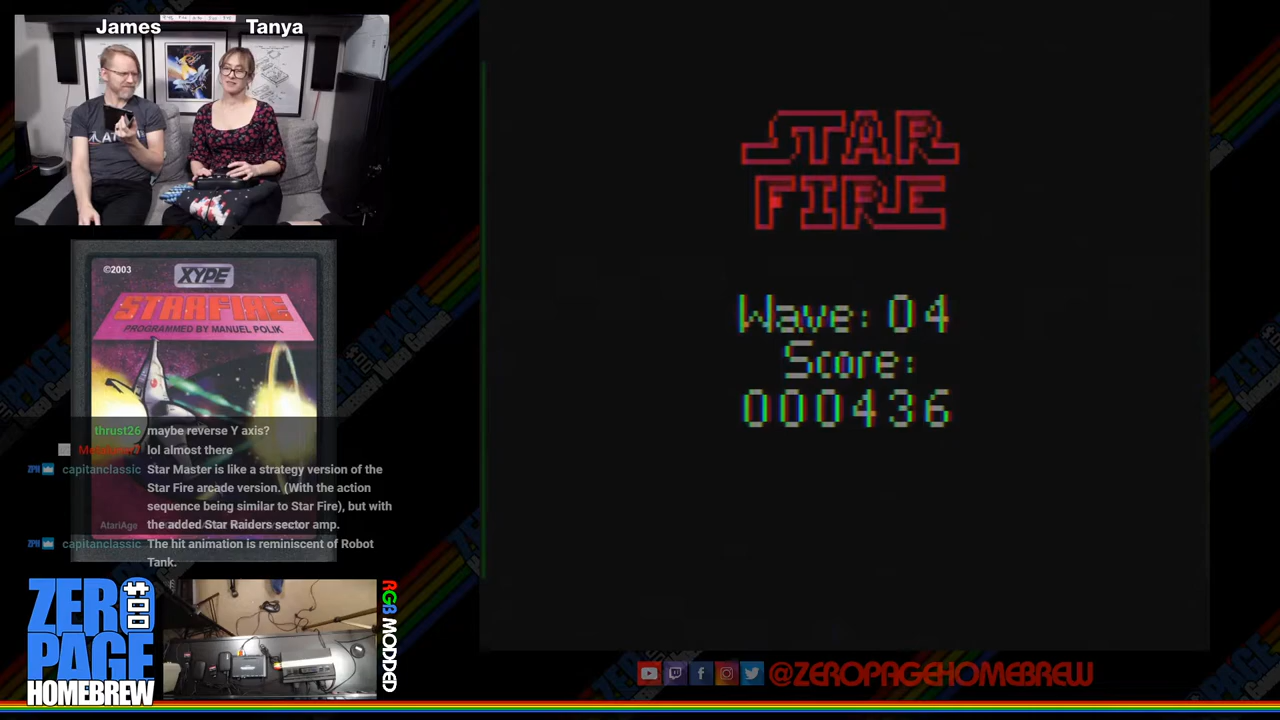 James
Tanya
©2003
XYPE
STARFIRE
PROGRAMMED BY MANUEL POLIK
thrust26 maybe reverse Y axis?
lol almost there
capitanclassic Star Master is like a strategy version of the
Star Fire arcade version. (With the action
sequence being similar to Star Fire), but with
the added Star Raiders sector amp.
AtariAge
capitanclassic The hit animation is reminiscent of Robot
Tank.
ZERO
PAGE
HOMEBREW
RGB MODDED
STAR
FIRE
Wave: 04
Score:
000436
@ZEROPAGEHOMEBREW